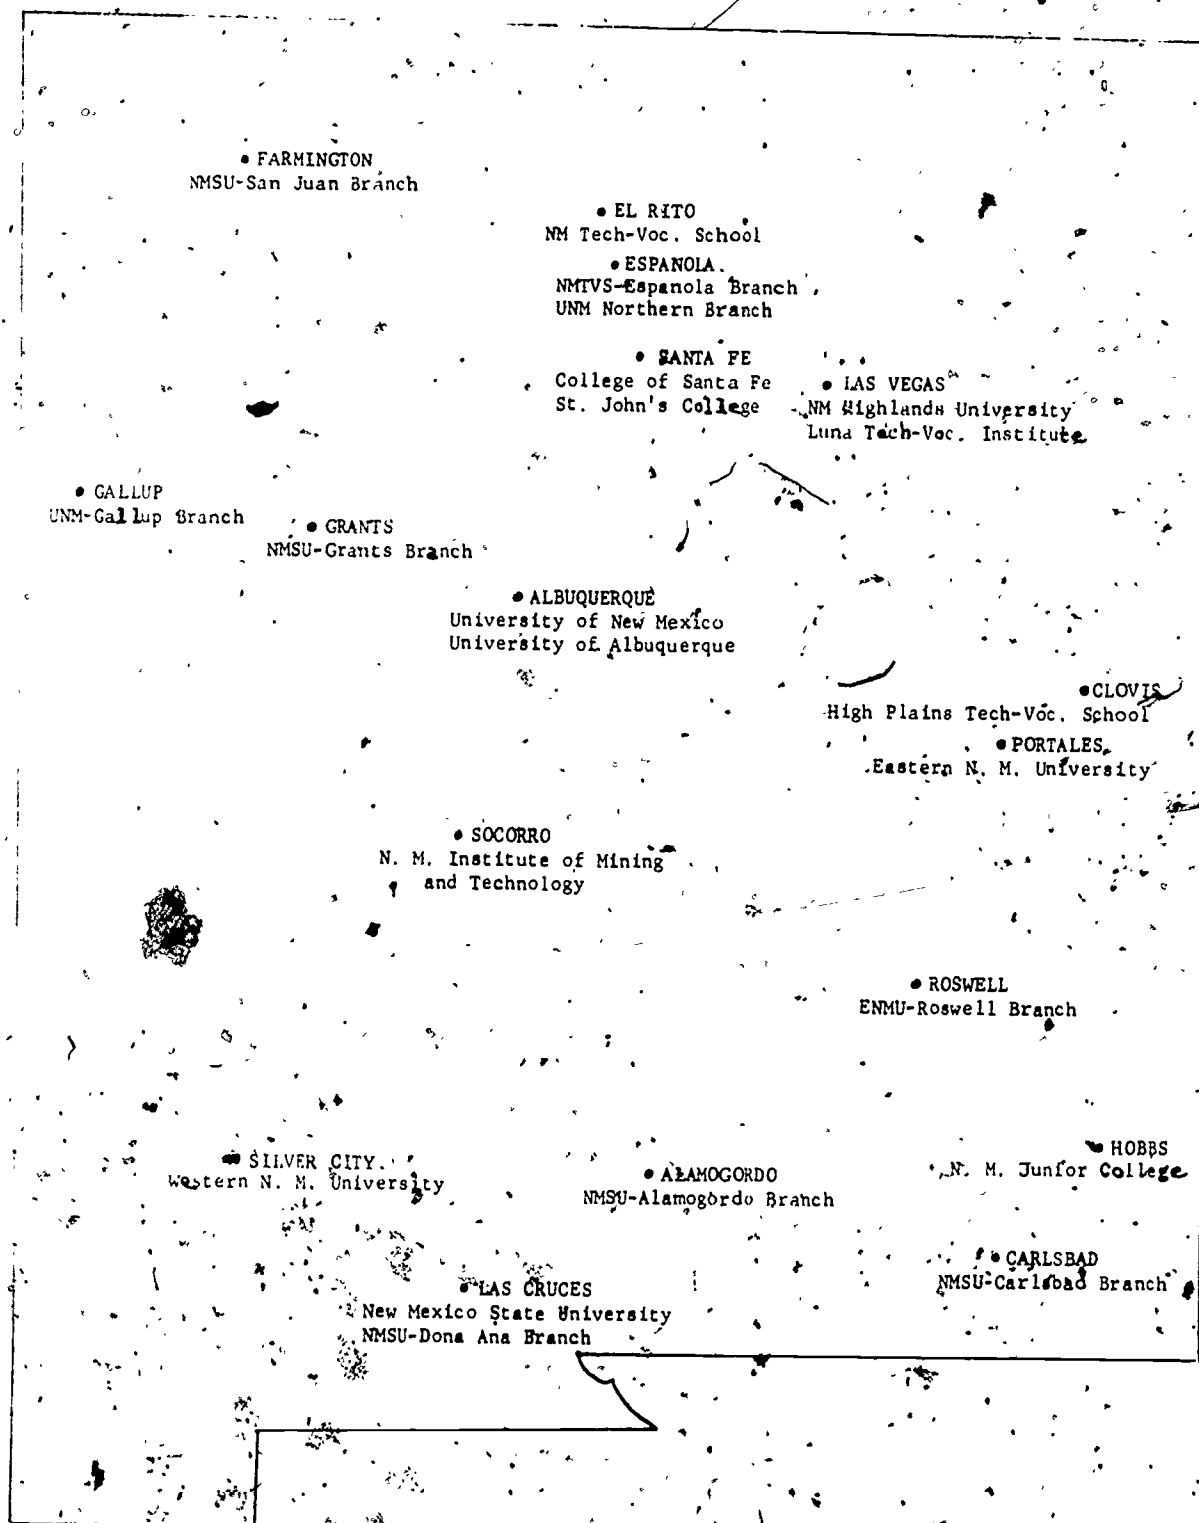 FARMINGTON
NMSU-San Juan Branch
EL RITO
NM Tech-Voc. School
ESPANOLA
NMTVS-Espanola Branch
UNM Northern Branch
SANTA FE
College of Santa Fe
St. John's College
LAS VEGAS
NM Highlands University
Luna Tech-Voc. Institute
GALLUP
UNM-Gallup Branch
GRANTS
NMSU-Grants Branch
ALBUQUERQUE
University of New Mexico
University of Albuquerque
CLOVIS
High Plains Tech-Voc. School
PORTALES
Eastern N. M. University
SOCORRO
N. M. Institute of Mining
and Technology
ROSWELL
ENMU-Roswell Branch
SILVER CITY
Western N. M. University
ALAMOGORDO
NMSU-Alamogordo Branch
HOBBS
N. M. Junior College
CARLSBAD
NMSU-Carlsbad Branch
LAS CRUCES
New Mexico State University
NMSU-Dona Ana Branch